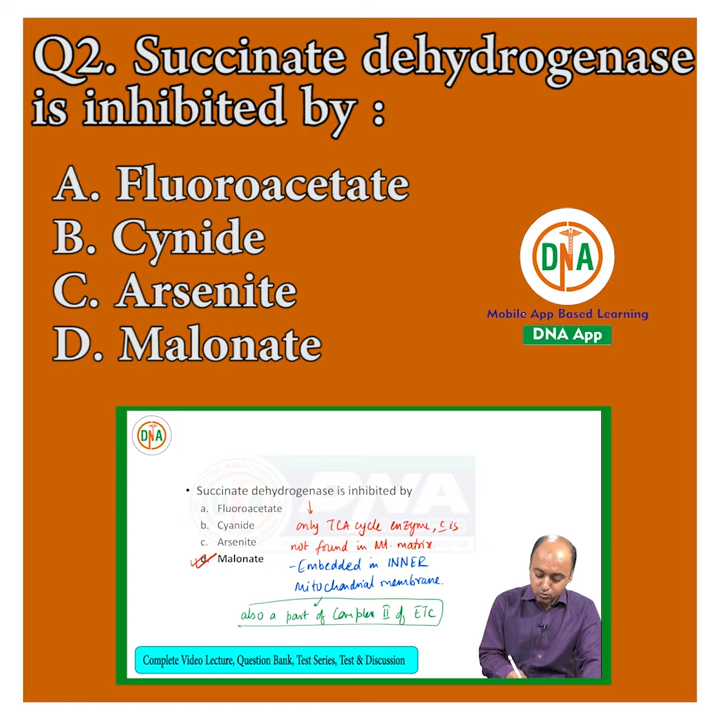 Q2. Succinate dehydrogenase
is inhibited by :
A. Fluoroacetate
B. Cynide
C. Arsenite
D. Malonate
DNA
Mobile App Based Learning
DNA App
DNA
DNA
• Succinate dehydrogenase is inhibited by
a. Fluoroacetate
b. Cyanide
c. Arsenite
d. Malonate
only TCA cycle enzyme, c̄ is
not found in Mt. matrix
- Embedded in INNER
Mitochondrial membrane.
also a part of Complex II of ETC
Complete Video Lecture, Question Bank, Test Series, Test & Discussion